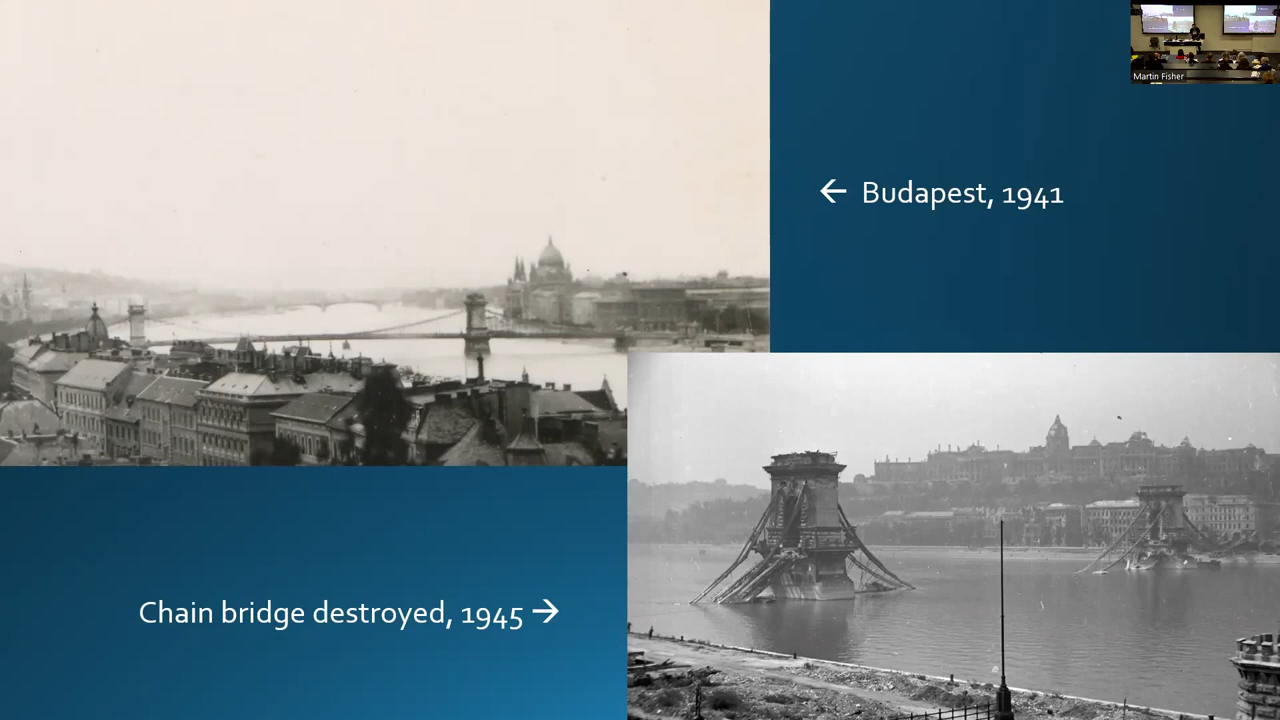 Martin Fisher
← Budapest, 1941
Chain bridge destroyed, 1945 →